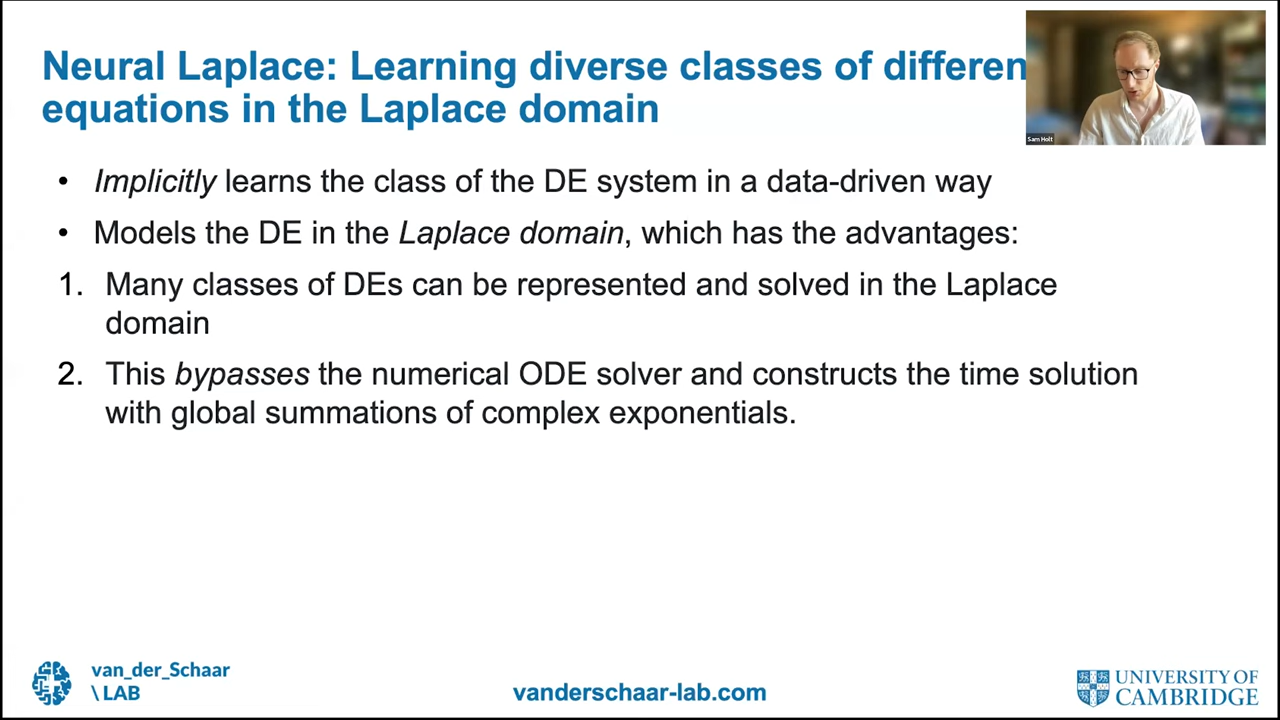 Neural Laplace: Learning diverse classes of differen
equations in the Laplace domain
Sam Holt
• Implicitly learns the class of the DE system in a data-driven way
• Models the DE in the Laplace domain, which has the advantages:
1. Many classes of DEs can be represented and solved in the Laplace
domain
2. This bypasses the numerical ODE solver and constructs the time solution
with global summations of complex exponentials.
van_der_Schaar
\ LAB
vanderschaar-lab.com
UNIVERSITY OF
CAMBRIDGE